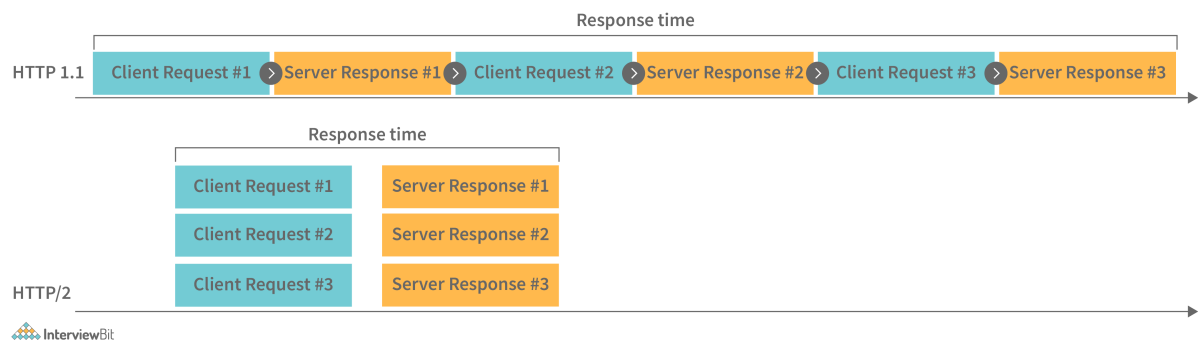 Response time
HTTP 1.1 Client Request #1 Server Response #1 Client Request #2 Server Response #2 Client Request #3 Server Response #3
Response time
Client Request #1 Server Response #1
Client Request #2 Server Response #2
Client Request #3 Server Response #3
HTTP/2
InterviewBit